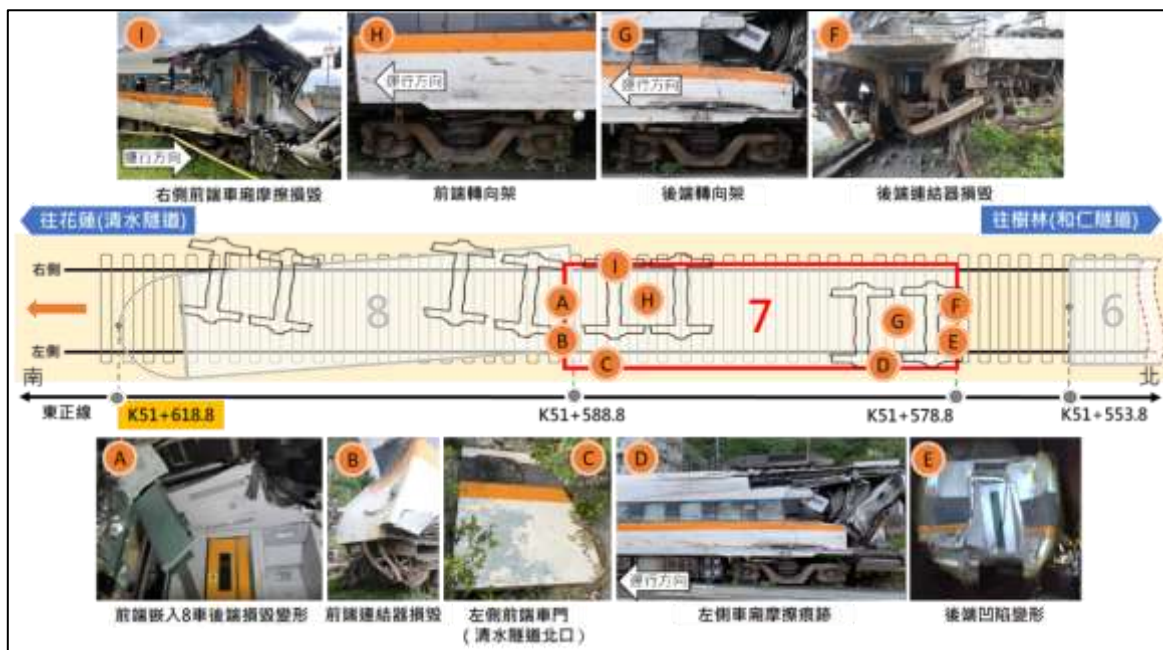 I
H
G
F
運行方向
運行方向
運行方向
右側前端車廂摩擦損毀
前端轉向架
後端轉向架
後端連結器損毀
往花蓮(清水隧道)
往樹林(和仁隧道)
右側
左側
8
7
6
A
B
C
I
H
G
D
F
E
南
北
東正線
K51+618.8
K51+588.8
K51+578.8
K51+553.8
A
B
C
D
E
運行方向
前端嵌入8車後端損毀變形
前端連結器損毀
左側前端車門
(清水隧道北口)
左側車廂摩擦痕跡
後端凹陷變形